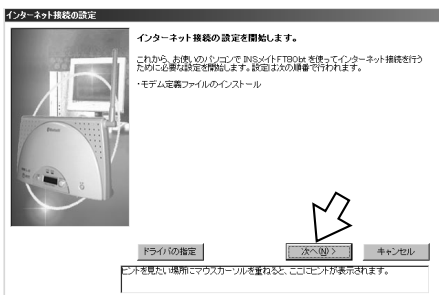 インターネット接続の設定
インターネット接続の設定を開始します。
これから、お使いのパソコンで INSメイトFT80bt を使ってインターネット接続を行う
ために必要な設定を開始します。設定は次の順番で行われます。
・モデム定義ファイルのインストール
ドライバの指定
次へ(N) >
キャンセル
ヒントを見たい場所にマウスカーソルを重ねると、ここにヒントが表示されます。